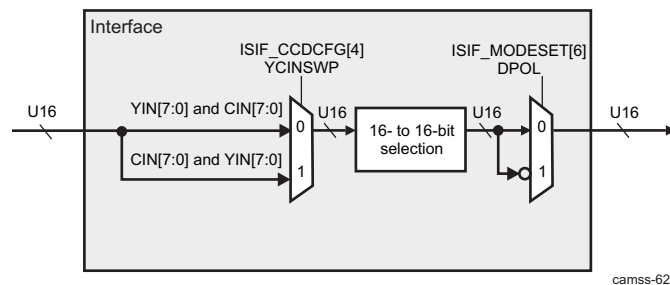 Interface
ISIF_CCDCFG[4]
YCINSWP
ISIF_MODESET[6]
DPOL
U16
YIN[7:0] and CIN[7:0]
0
U16
16- to 16-bit
selection
U16
0
U16
CIN[7:0] and YIN[7:0]
1
1
camss-62